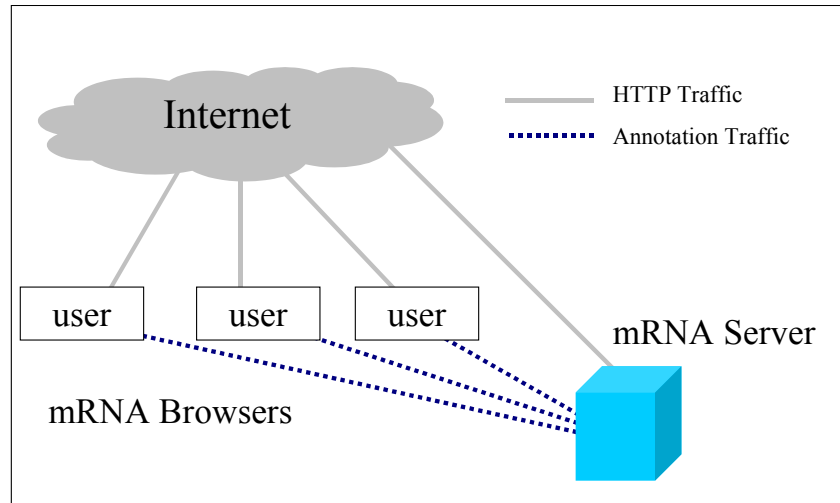 Internet
HTTP Traffic
Annotation Traffic
user
user
user
mRNA Server
mRNA Browsers